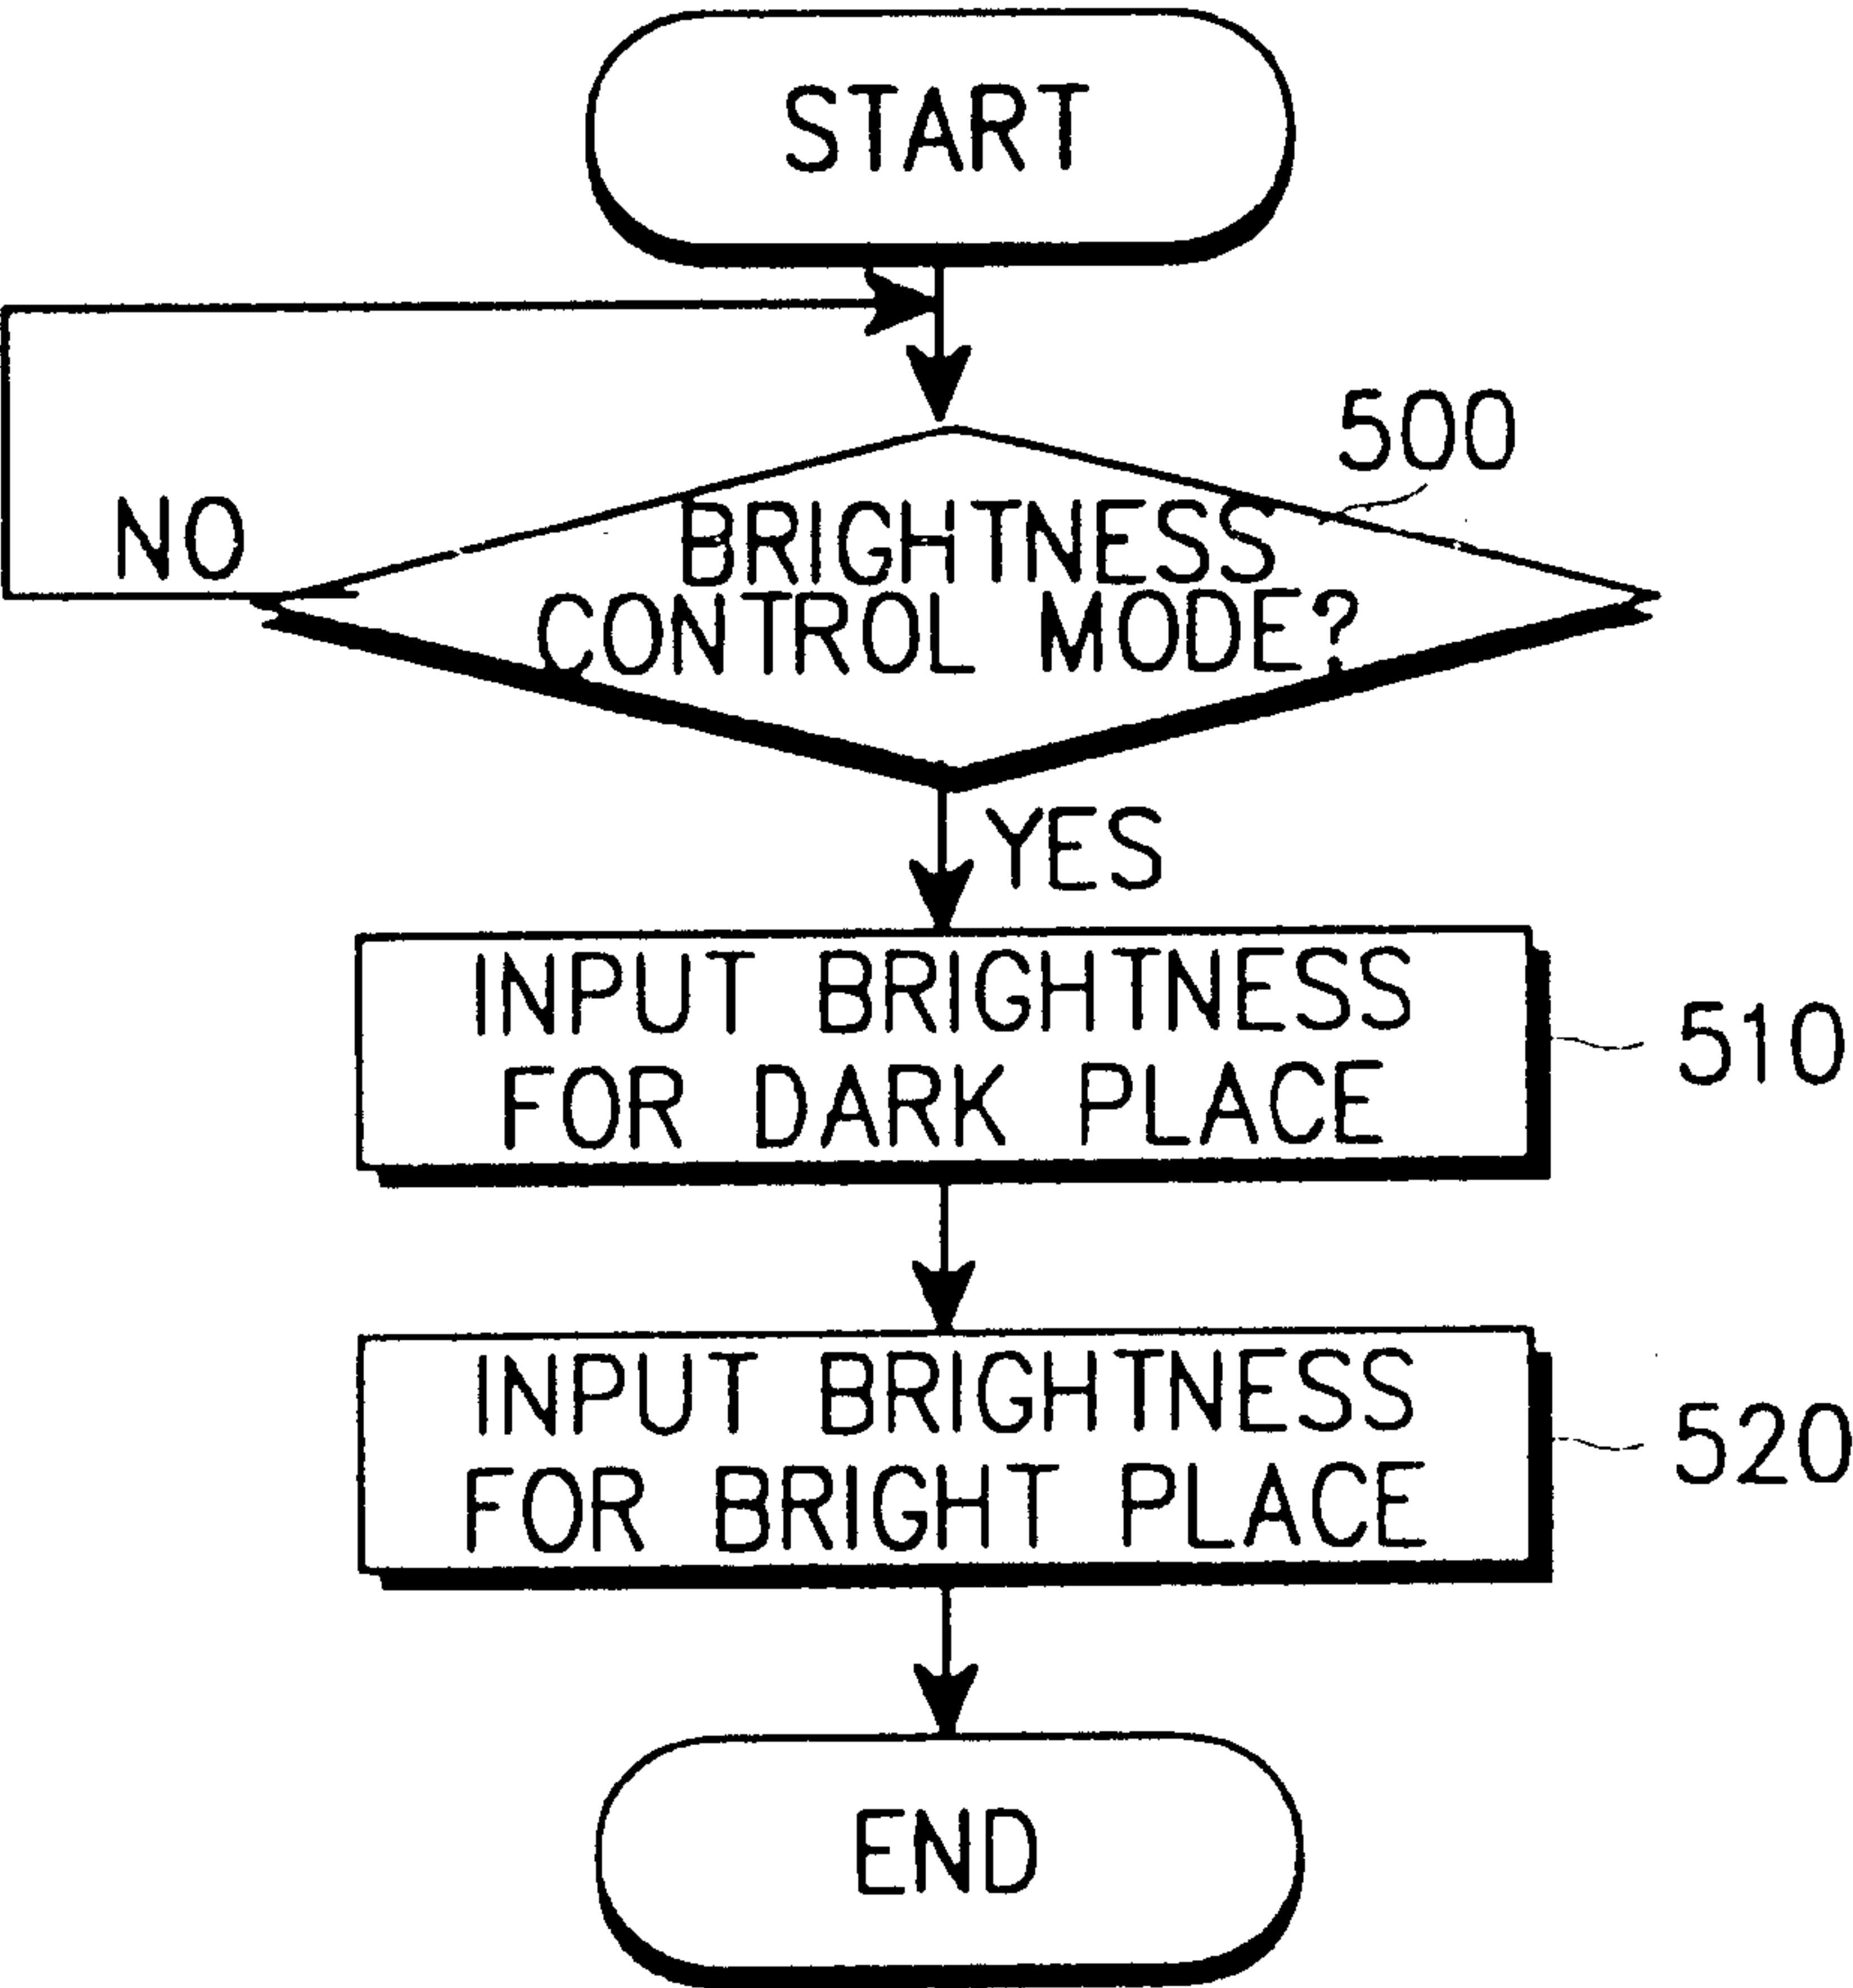 START
500
NO
BRIGHTNESS
CONTROL MODE?
YES
INPUT BRIGHTNESS
FOR DARK PLACE
510
INPUT BRIGHTNESS
FOR BRIGHT PLACE
520
END